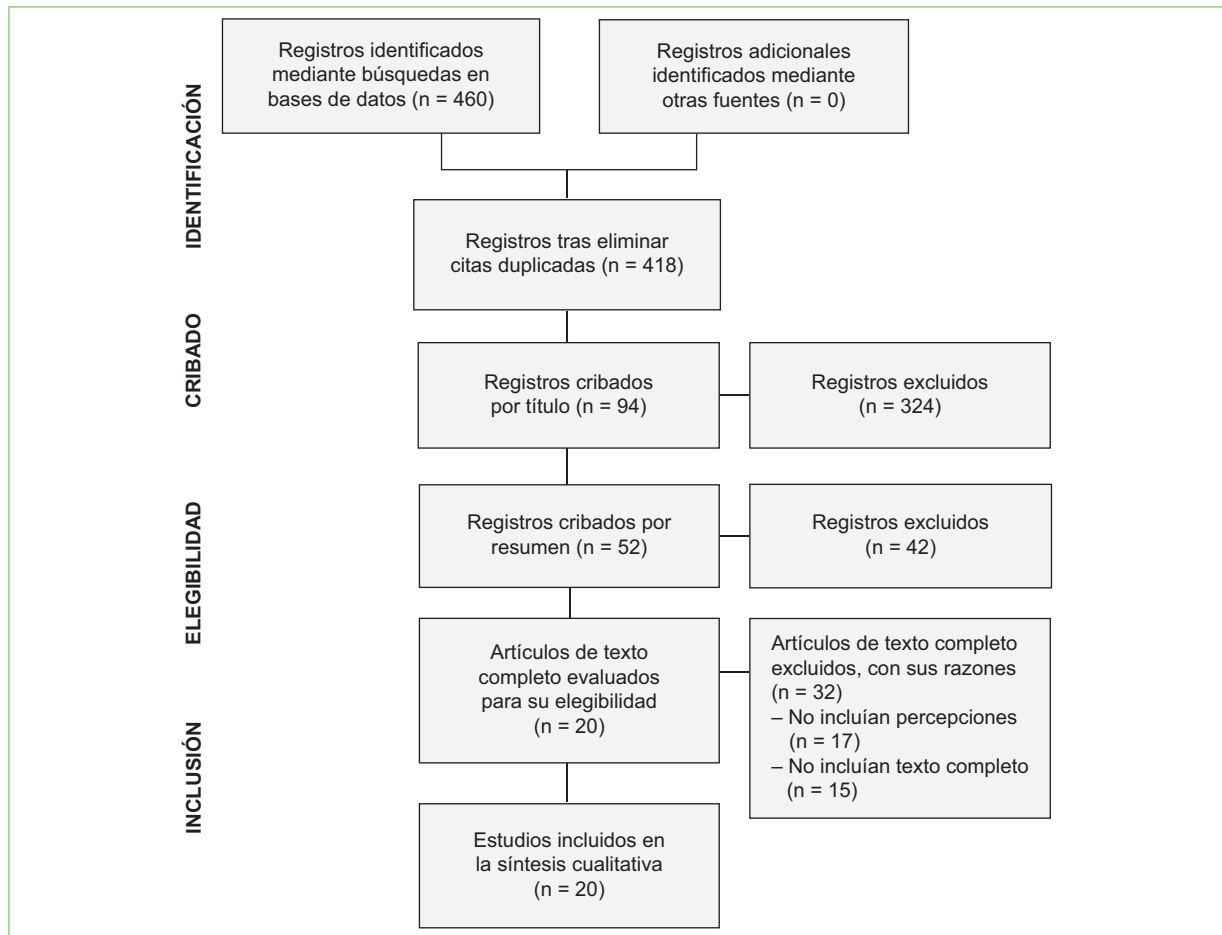 IDENTIFICACIÓN
Registros identificados
mediante búsquedas en
bases de datos (n = 460)
Registros adicionales
identificados mediante
otras fuentes (n = 0)
Registros tras eliminar
citas duplicadas (n = 418)
CRIBADO
Registros cribados
por título (n = 94)
Registros excluidos
(n = 324)
ELEGIBILIDAD
Registros cribados por
resumen (n = 52)
Registros excluidos
(n = 42)
Artículos de texto
completo evaluados
para su elegibilidad
(n = 20)
Artículos de texto completo
excluidos, con sus razones
(n = 32)
– No incluían percepciones
(n = 17)
– No incluían texto completo
(n = 15)
INCLUSIÓN
Estudios incluidos en
la síntesis cualitativa
(n = 20)